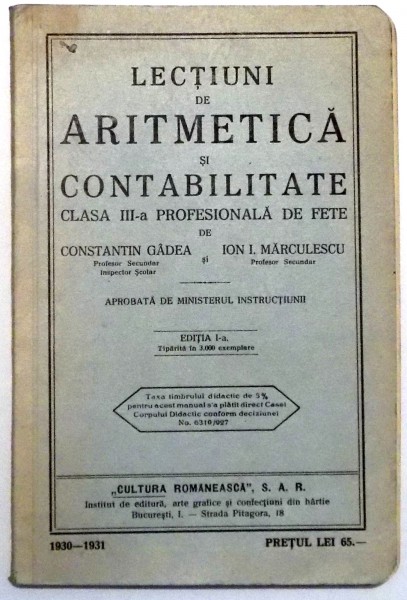 LECȚIUNI
DE
ARITMETICĂ
ȘI
CONTABILITATE
CLASA III-a PROFESIONALĂ DE FETE
DE
CONSTANTIN GĂDEA și ION I. MĂRCULESCU
Profesor Secundar Profesor Secundar
Inspector Școlar
APROBATĂ DE MINISTERUL INSTRUCȚIUNII
EDIȚIA I-a.
Tipărită în 3.000 exemplare
Taxa timbrului didactic de 5%
pentru acest manual s'a plătit direct Casei
Corpului Didactic conform deciziunei
No. 6310/927
„CULTURA ROMÂNEASCĂ", S. A. R.
Institut de editură, arte grafice și confecțiuni din hârtie
București, I. — Strada Pitagora, 18
1930—1931 PREȚUL LEI 65.—